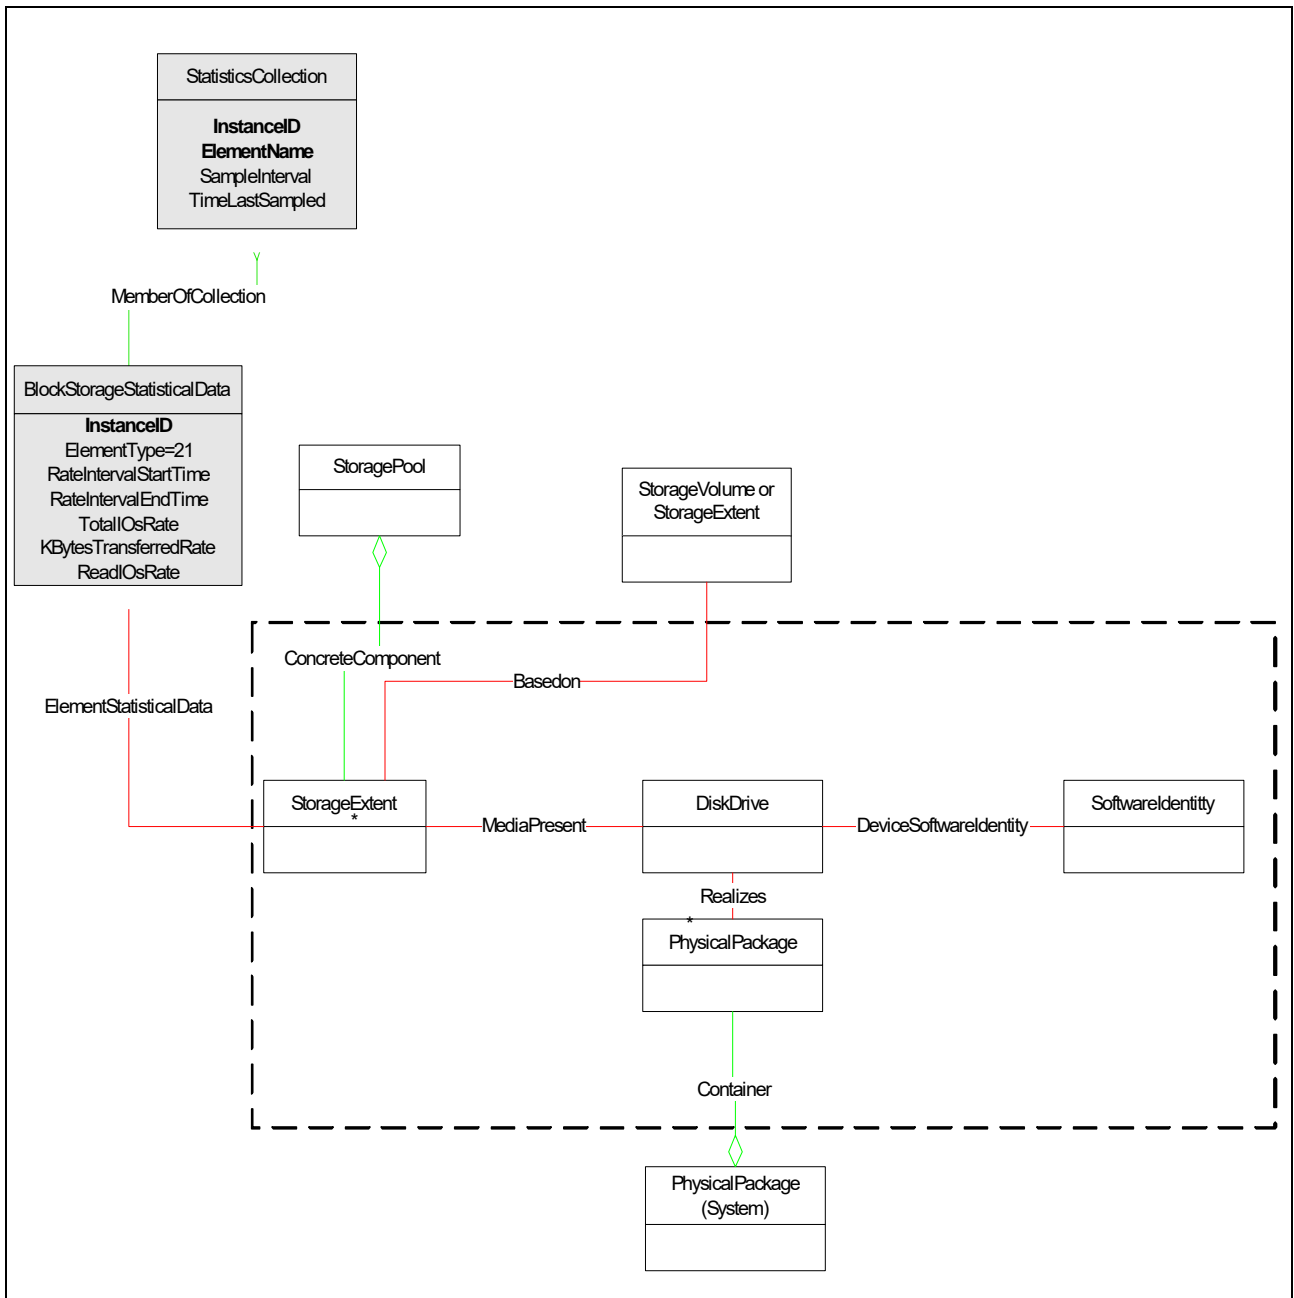 StatisticsCollection
InstanceID
ElementName
SampleInterval
TimeLastSampled
MemberOfCollection
BlockStorageStatisticalData
InstanceID
ElementType=21
RateIntervalStartTime
RateIntervalEndTime
TotalIOsRate
KBytesTransferredRate
ReadIOsRate
StoragePool
StorageVolume or
StorageExtent
ConcreteComponent
Basedon
ElementStatisticalData
StorageExtent
*
MediaPresent
DiskDrive
DeviceSoftwareIdentity
SoftwareIdentitty
Realizes
*
PhysicalPackage
Container
PhysicalPackage
(System)